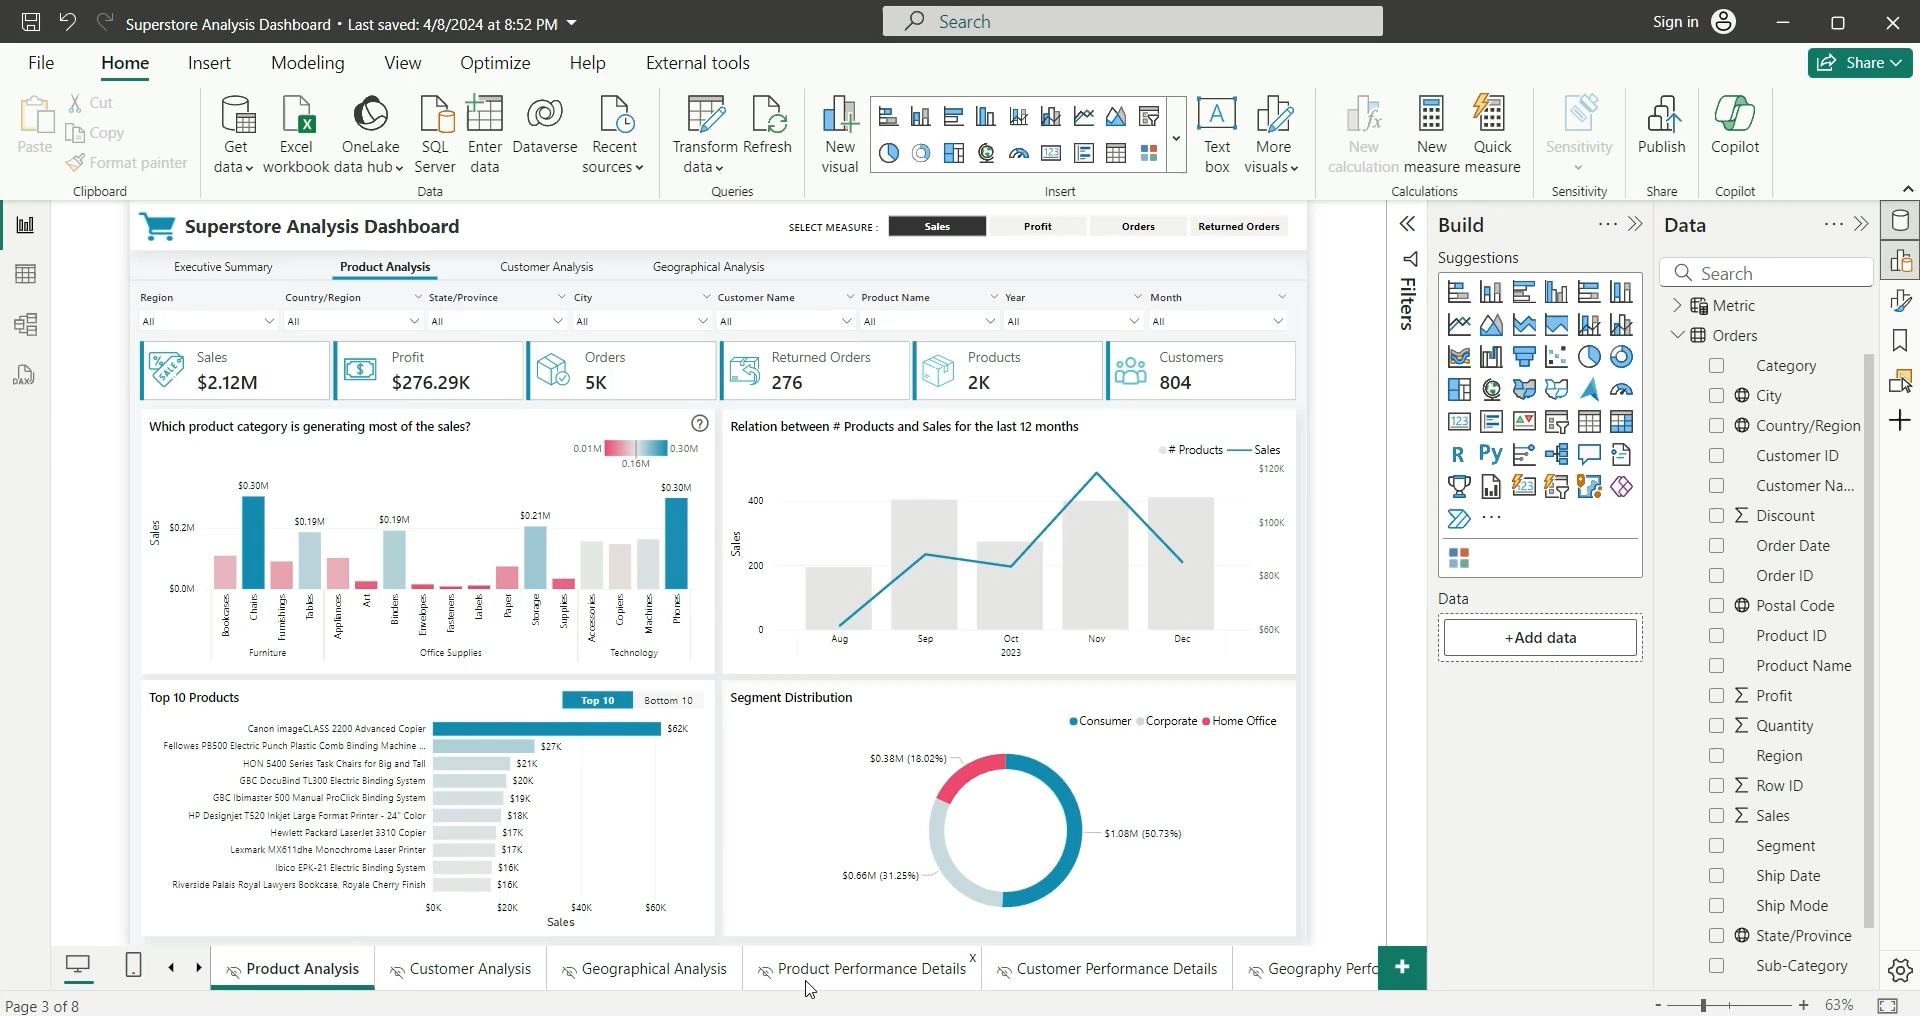 Superstore Analysis Dashboard • Last saved: 4/8/2024 at 8:52 PM
Search
Sign in
File Home Insert Modeling View Optimize Help External tools
Share
Paste
Cut
Copy
Format painter
Clipboard
Get data
Excel workbook
OneLake data hub
SQL Server
Enter data
Dataverse
Recent sources
Data
Transform data
Refresh
Queries
New visual
123
Text box
More visuals
Insert
New calculation
New measure
Quick measure
Calculations
Sensitivity
Sensitivity
Publish
Share
Copilot
Copilot
DAX
Superstore Analysis Dashboard
SELECT MEASURE :
Sales
Profit
Orders
Returned Orders
Executive Summary
Product Analysis
Customer Analysis
Geographical Analysis
Region
Country/Region
State/Province
City
Customer Name
Product Name
Year
Month
All All All All All All All All
SALE
Sales
$2.12M
Profit
$276.29K
Orders
5K
Returned Orders
276
Products
2K
Customers
804
Which product category is generating most of the sales?
?
0.01M
0.30M
0.16M
Sales
$0.2M
$0.0M
$0.30M
$0.19M
$0.19M
$0.21M
$0.30M
Bookcases
Chairs
Furnishings
Tables
Appliances
Art
Binders
Envelopes
Fasteners
Labels
Paper
Storage
Supplies
Accessories
Copiers
Machines
Phones
Furniture
Office Supplies
Technology
Relation between # Products and Sales for the last 12 months
# Products
Sales
Sales
400
200
0
$120K
$100K
$80K
$60K
Aug
Sep
Oct
Nov
Dec
2023
Top 10 Products
Top 10
Bottom 10
Canon imageCLASS 2200 Advanced Copier $62K
Fellowes PB500 Electric Punch Plastic Comb Binding Machine ... $27K
HON 5400 Series Task Chairs for Big and Tall $21K
GBC DocuBind TL300 Electric Binding System $20K
GBC Ibimaster 500 Manual ProClick Binding System $19K
HP Designjet T520 Inkjet Large Format Printer - 24" Color $18K
Hewlett Packard LaserJet 3310 Copier $17K
Lexmark MX611dhe Monochrome Laser Printer $17K
Ibico EPK-21 Electric Binding System $16K
Riverside Palais Royal Lawyers Bookcase, Royale Cherry Finish $16K
$0K
$20K
$40K
$60K
Sales
Segment Distribution
Consumer
Corporate
Home Office
$0.38M (18.02%)
$1.08M (50.73%)
$0.66M (31.25%)
Filters
Build
...
Suggestions
123
R
Py
123
...
Data
+Add data
Data
...
Search
Metric
Orders
Category
City
Country/Region
Customer ID
Customer Na...
Σ Discount
Order Date
Order ID
Postal Code
Product ID
Product Name
Σ Profit
Σ Quantity
Region
Σ Row ID
Σ Sales
Segment
Ship Date
Ship Mode
State/Province
Sub-Category
Product Analysis
Customer Analysis
Geographical Analysis
Product Performance Details
x
Customer Performance Details
Geography Perfo
+
Page 3 of 8
- + 63%